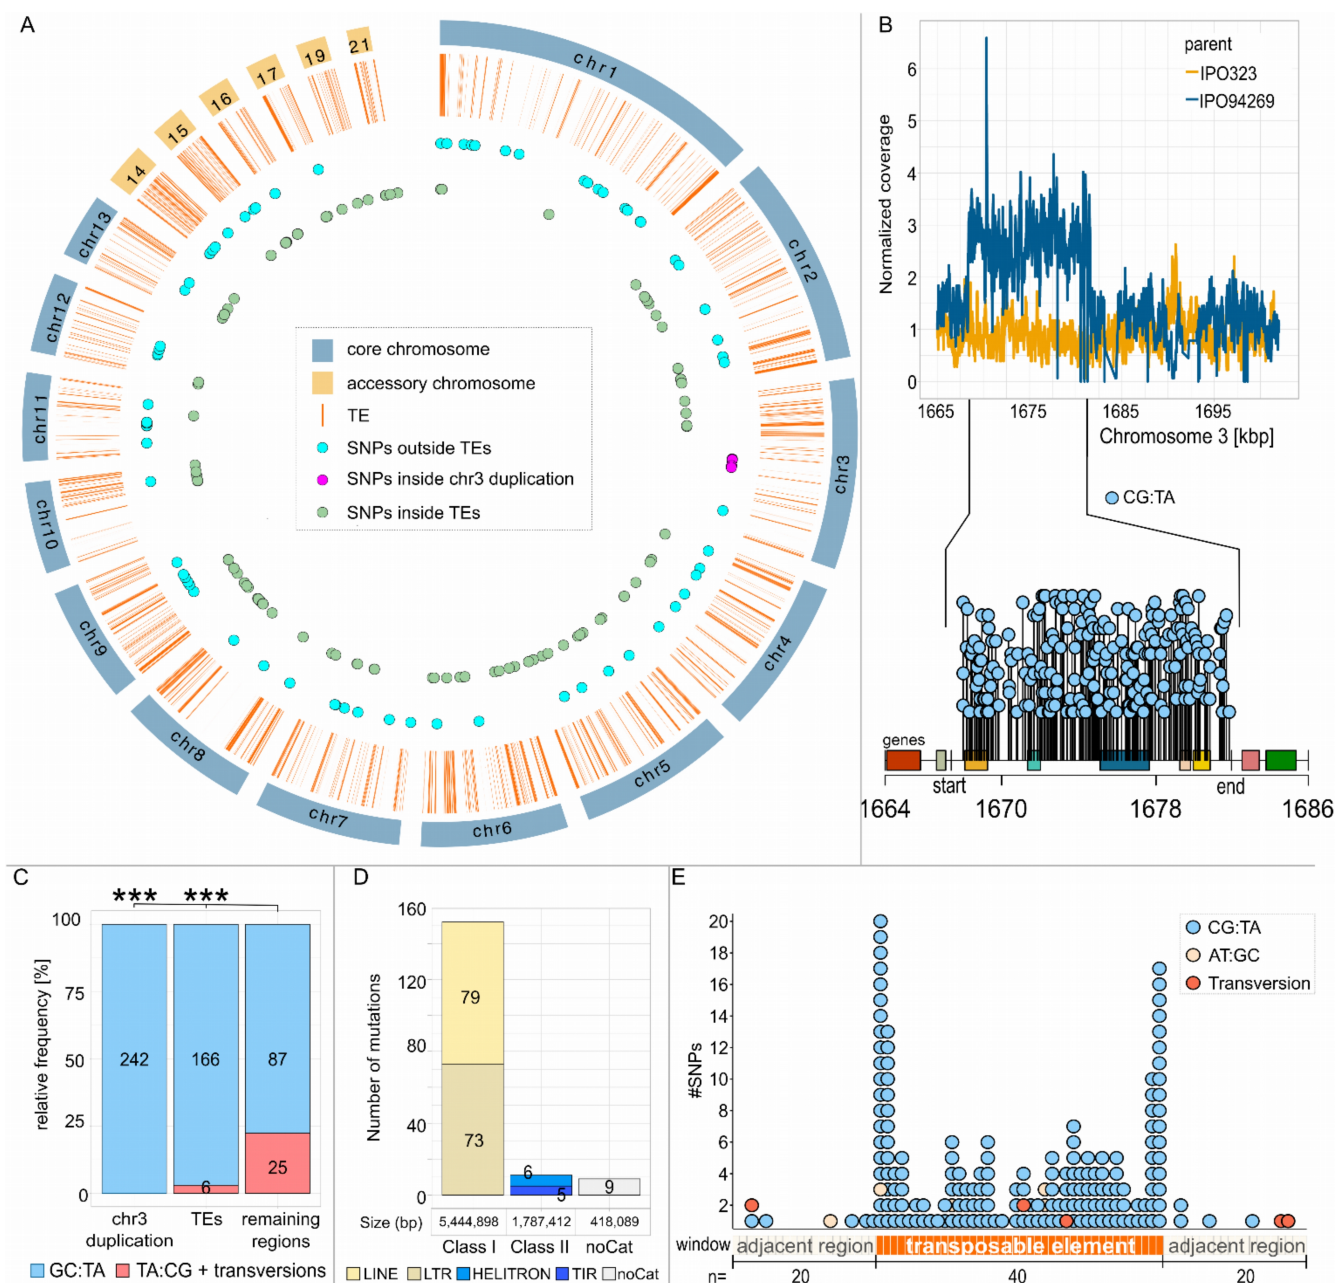 A
chr1
chr2
chr3
chr4
chr5
chr6
chr7
chr8
chr9
chr10
chr11
chr12
chr13
14
15
16
17
19
21
core chromosome
accessory chromosome
TE
SNPs outside TEs
SNPs inside chr3 duplication
SNPs inside TEs
B
parent
IPO323
IPO94269
Normalized coverage
6
5
4
3
2
1
0
1665 1675 1685 1695
Chromosome 3 [kbp]
CG:TA
genes
start end
1664 1670 1678 1686
C
*** ***
relative frequency [%]
100
75
50
25
0
242 166 87
6 25
chr3 duplication
TEs
remaining regions
GC:TA TA:CG + transversions
D
Number of mutations
160
120
80
40
0
79
73
6
5
9
Size (bp) 5,444,898 1,787,412 418,089
Class I Class II noCat
LINE LTR HELITRON TIR noCat
E
#SNPs
20
18
16
14
12
10
8
6
4
2
CG:TA
AT:GC
Transversion
window adjacent region transposable element adjacent region
n= 20 40 20